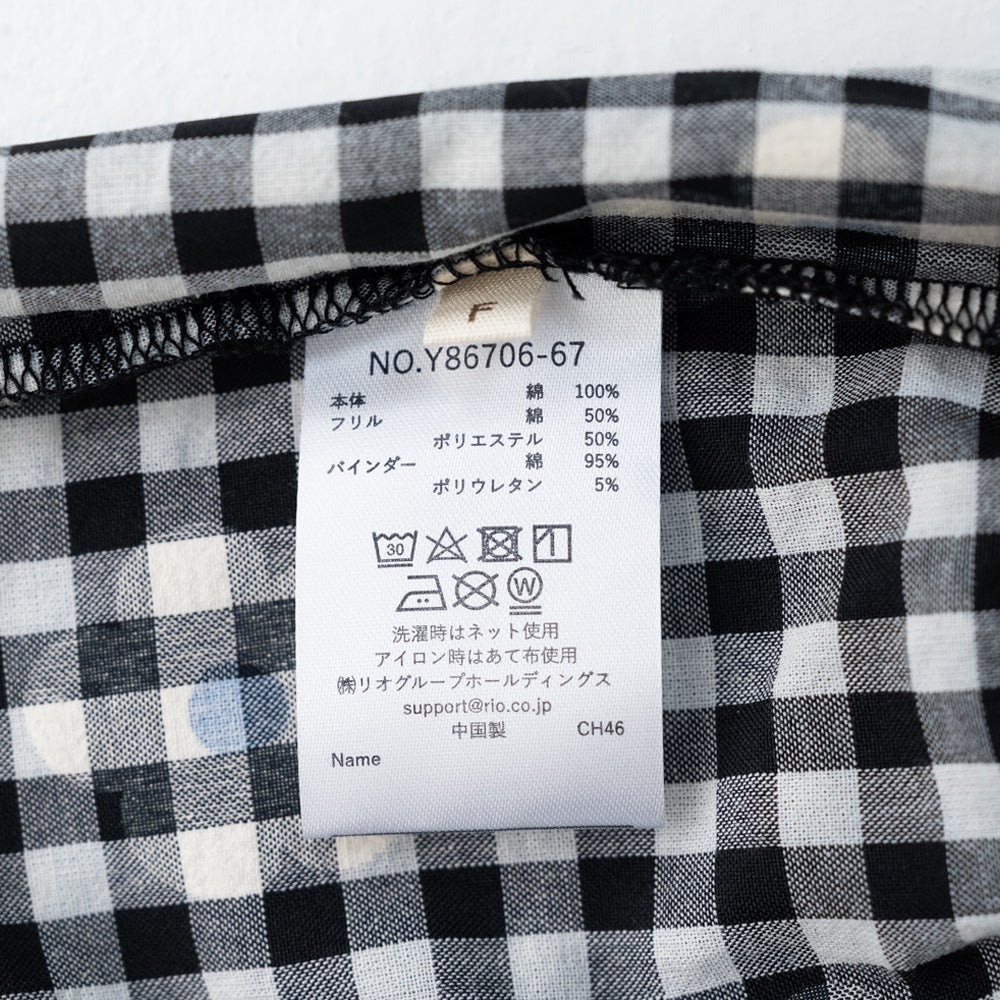 F
NO.Y86706-67
本体 綿 100%
フリル 綿 50%
ポリエステル 50%
バインダー 綿 95%
ポリウレタン 5%
30
W
洗濯時はネット使用
アイロン時はあて布使用
㈱リオグループホールディングス
support@rio.co.jp
中国製 CH46
Name